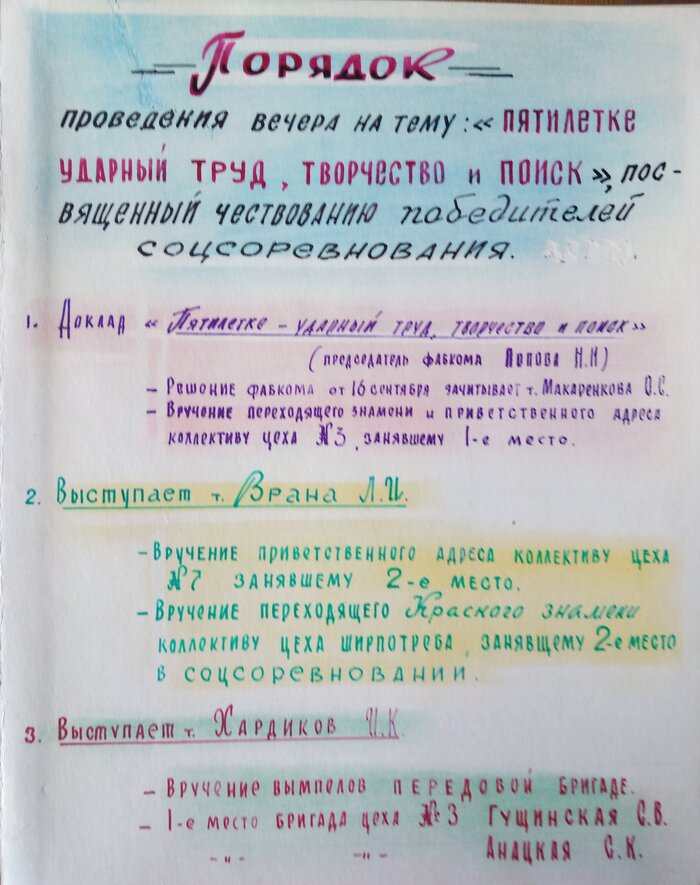 Порядок
проведения вечера на тему: «ПЯТИЛЕТКЕ
УДАРНЫЙ ТРУД, ТВОРЧЕСТВО и ПОИСК», пос-
вященный чествованию победителей
соцсоревнования.
1. Доклад «Пятилетке – ударный труд, творчество и поиск»
(председатель фабкома Н.Н)
– Решение фабкома от 16 сентября зачитывает т. Макаренкова О.С.
– Вручение переходящего знамени и приветственного адреса
коллективу цеха №3, занявшему 1-е место.
2. Выступает т. Врана Л.И.
– Вручение приветственного адреса коллективу цеха
№7 занявшему 2-е место.
– Вручение переходящего Красного знамени
коллективу цеха ширпотреба, занявщему 2-е место
в соцсоревновании.
3. Выступает т. Хардиков И.К.
– Вручение вымпелов передовой бригаде.
– 1-е место бригада цеха №3 Гущинская С.В.
–"– –"– Анацкая С.К.